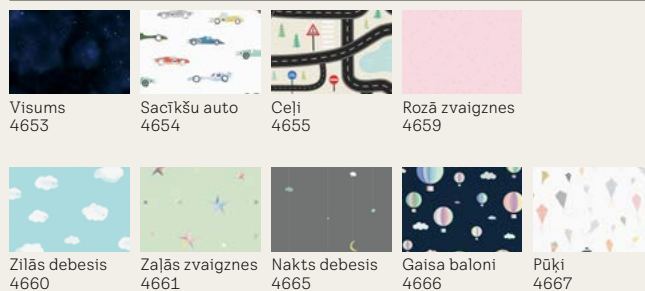 Visums
4653
Sacīkšu auto
4654
Ceļi
4655
Rozā zvaigznes
4659
Zilās debesis
4660
Zaļās zvaigznes
4661
Nakts debesis
4665
Gaisa baloni
4666
Pūķi
4667